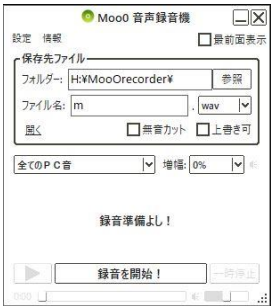 Moo0 音声録音機
設定 情報 最前面表示
保存先ファイル
フォルダー: H:¥MooOrecorder¥ 参照
ファイル名: m . wav
開く 無音カット 上書き可
全てのＰＣ音 増幅: 0%
録音準備よし！
録音を開始！ 一時停止
0:00